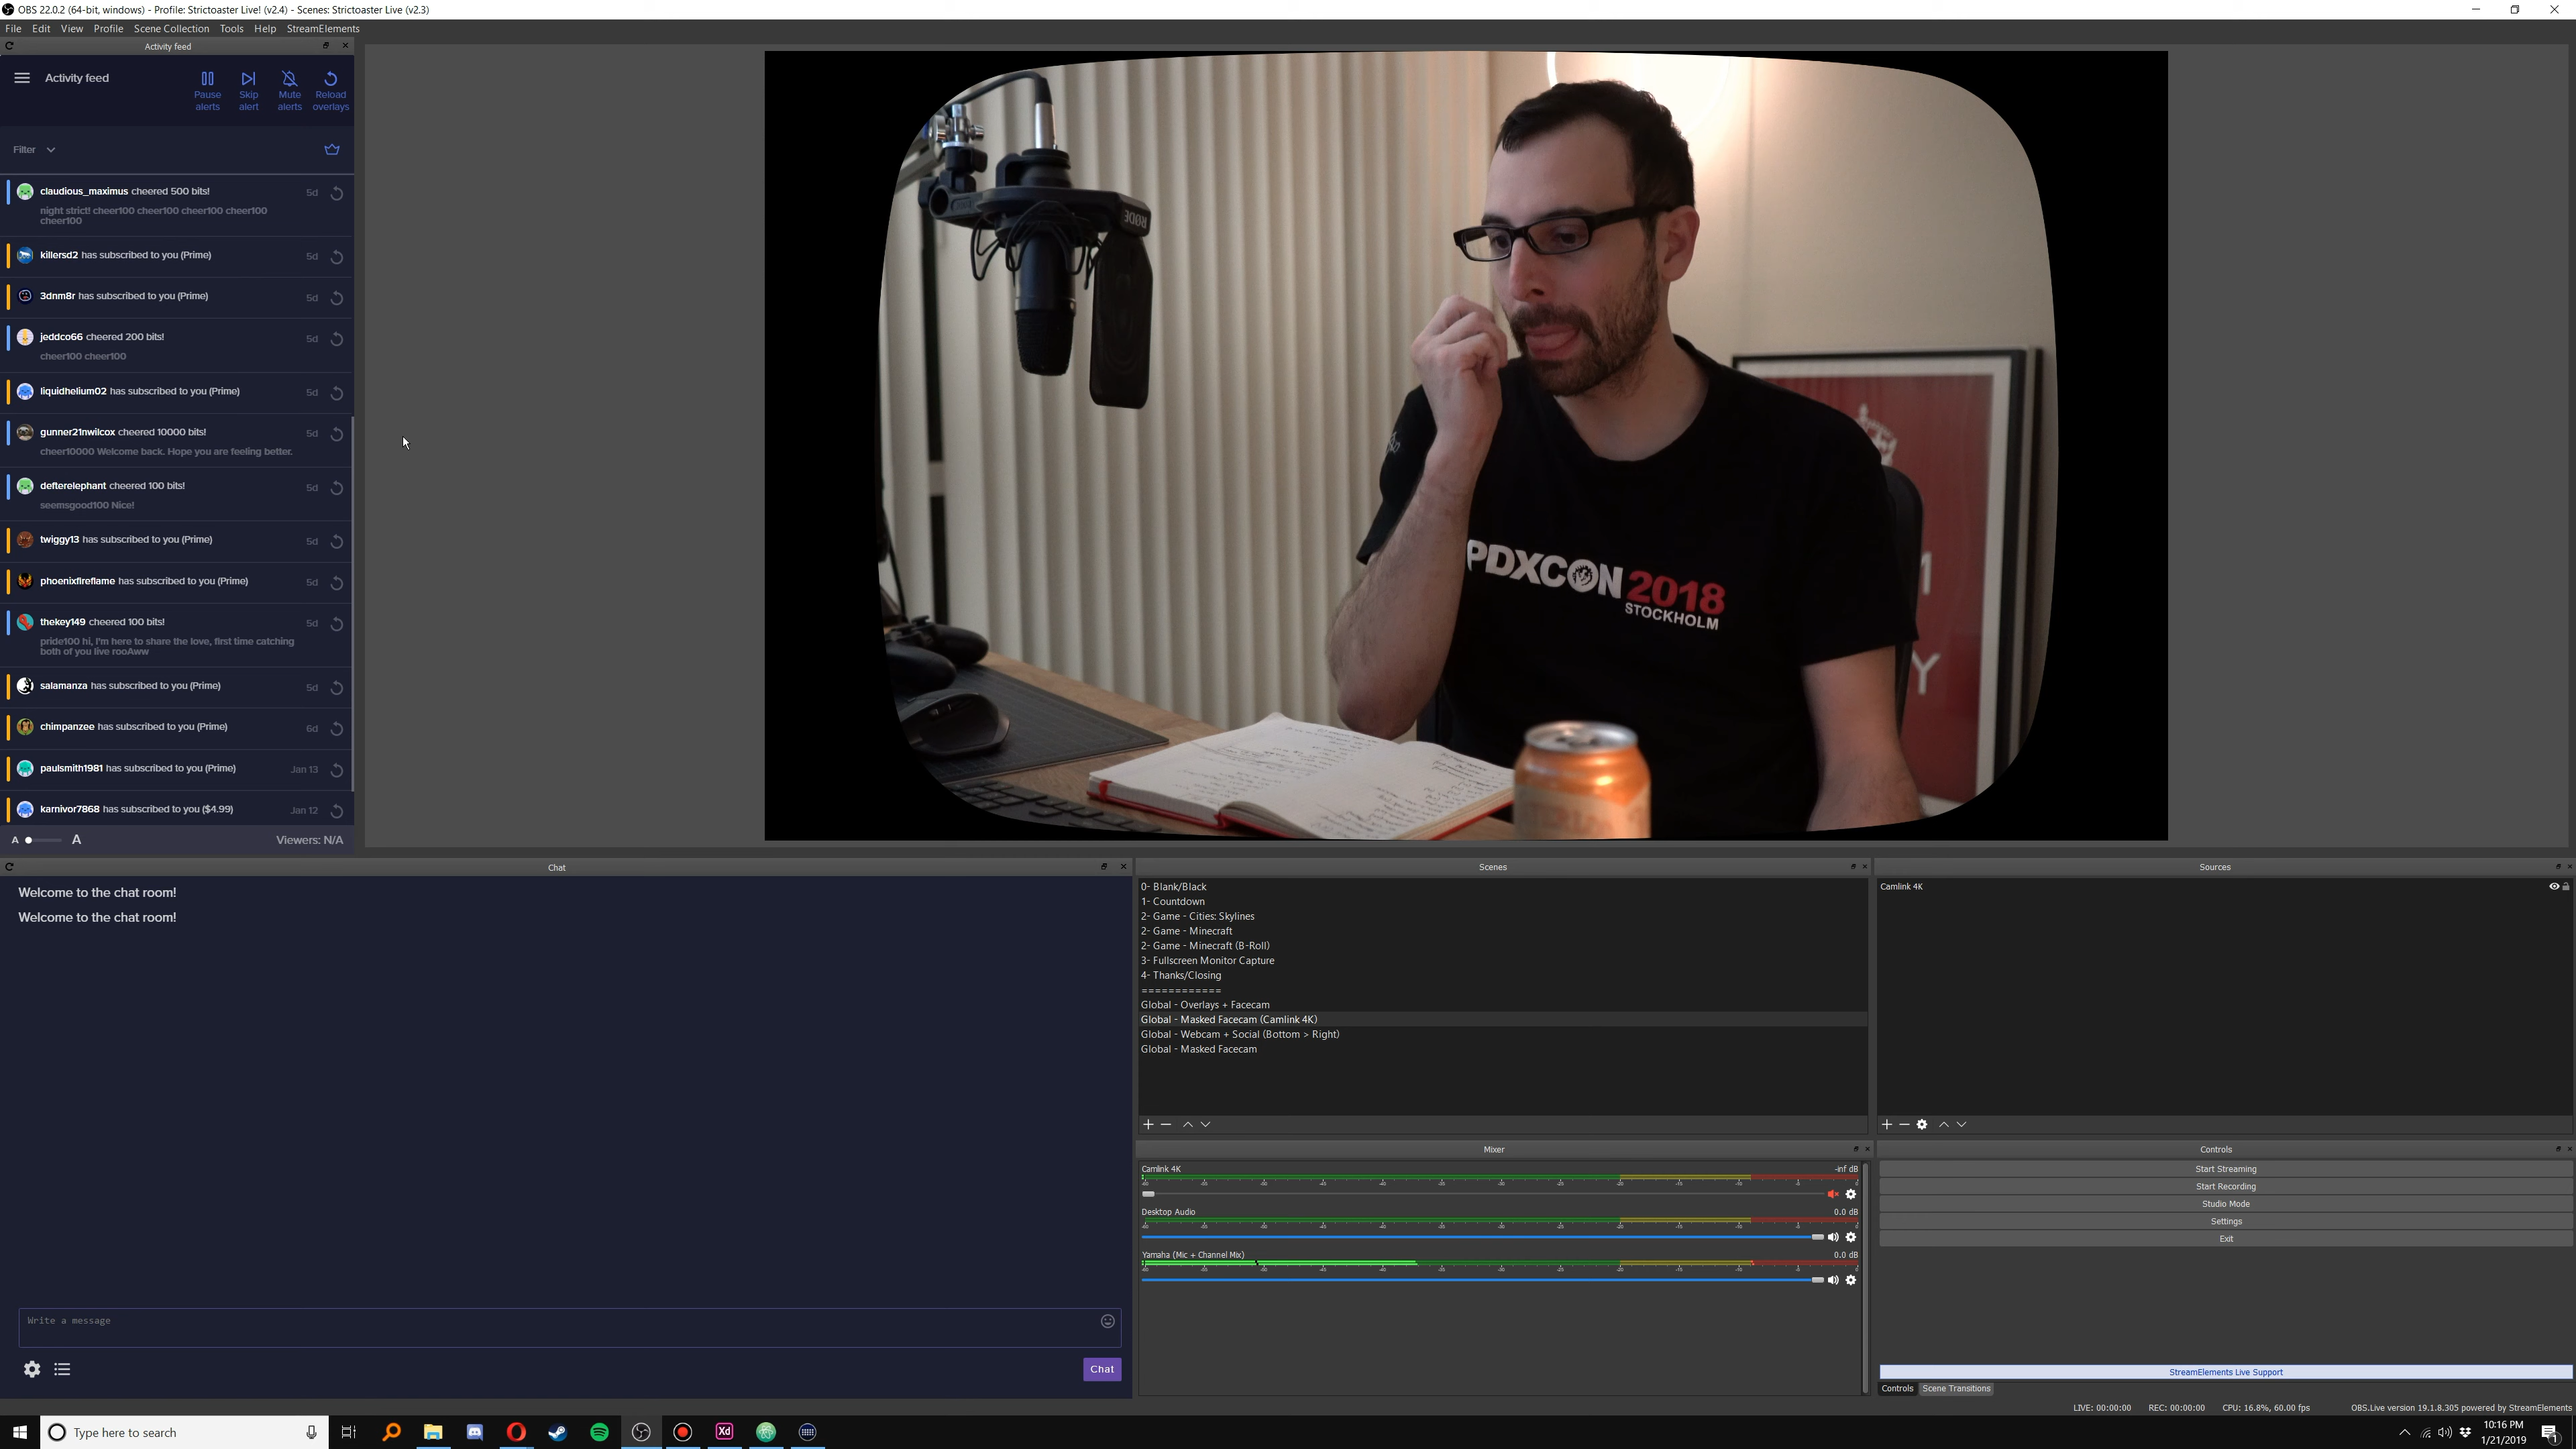 OBS 22.0.2 (64-bit, windows) - Profile: Strictoaster Live! (v2.4) - Scenes: Strictoaster Live (v2.3)
File Edit View Profile Scene Collection Tools Help StreamElements
Activity feed
Activity feed
Pause alerts
Skip alert
Mute alerts
Reload overlays
Filter
claudious_maximus cheered 500 bits! 5d
night strict! cheer100 cheer100 cheer100 cheer100
cheer100
killersd2 has subscribed to you (Prime) 5d
3dnm8r has subscribed to you (Prime) 5d
jeddco66 cheered 200 bits! 5d
cheer100 cheer100
liquidhelium02 has subscribed to you (Prime) 5d
gunner21nwilcox cheered 10000 bits! 5d
cheer10000 Welcome back. Hope you are feeling better.
defterelephant cheered 100 bits! 5d
seemsgood100 Nice!
twiggy13 has subscribed to you (Prime) 5d
phoenixfireflame has subscribed to you (Prime) 5d
thekey149 cheered 100 bits! 5d
pride100 hi, I'm here to share the love, first time catching
both of you live rooAww
salamanza has subscribed to you (Prime) 5d
chimpanzee has subscribed to you (Prime) 6d
paulsmith1981 has subscribed to you (Prime) Jan 13
karnivor7868 has subscribed to you ($4.99) Jan 12
A A Viewers: N/A
RØDE
PDXCON 2018
STOCKHOLM
Chat
Welcome to the chat room!
Welcome to the chat room!
Write a message
Chat
Scenes
0- Blank/Black
1- Countdown
2- Game - Cities: Skylines
2- Game - Minecraft
2- Game - Minecraft (B-Roll)
3- Fullscreen Monitor Capture
4- Thanks/Closing
============
Global - Overlays + Facecam
Global - Masked Facecam (Camlink 4K)
Global - Webcam + Social (Bottom > Right)
Global - Masked Facecam
Sources
Camlink 4K
Mixer
Camlink 4K -inf dB
Desktop Audio 0.0 dB
Yamaha (Mic + Channel Mix) 0.0 dB
Controls
Start Streaming
Start Recording
Studio Mode
Settings
Exit
StreamElements Live Support
Controls Scene Transitions
LIVE: 00:00:00 REC: 00:00:00 CPU: 16.8%, 60.00 fps OBS.Live version 19.1.8.305 powered by StreamElements
Type here to search
Xd
10:16 PM
1/21/2019
1